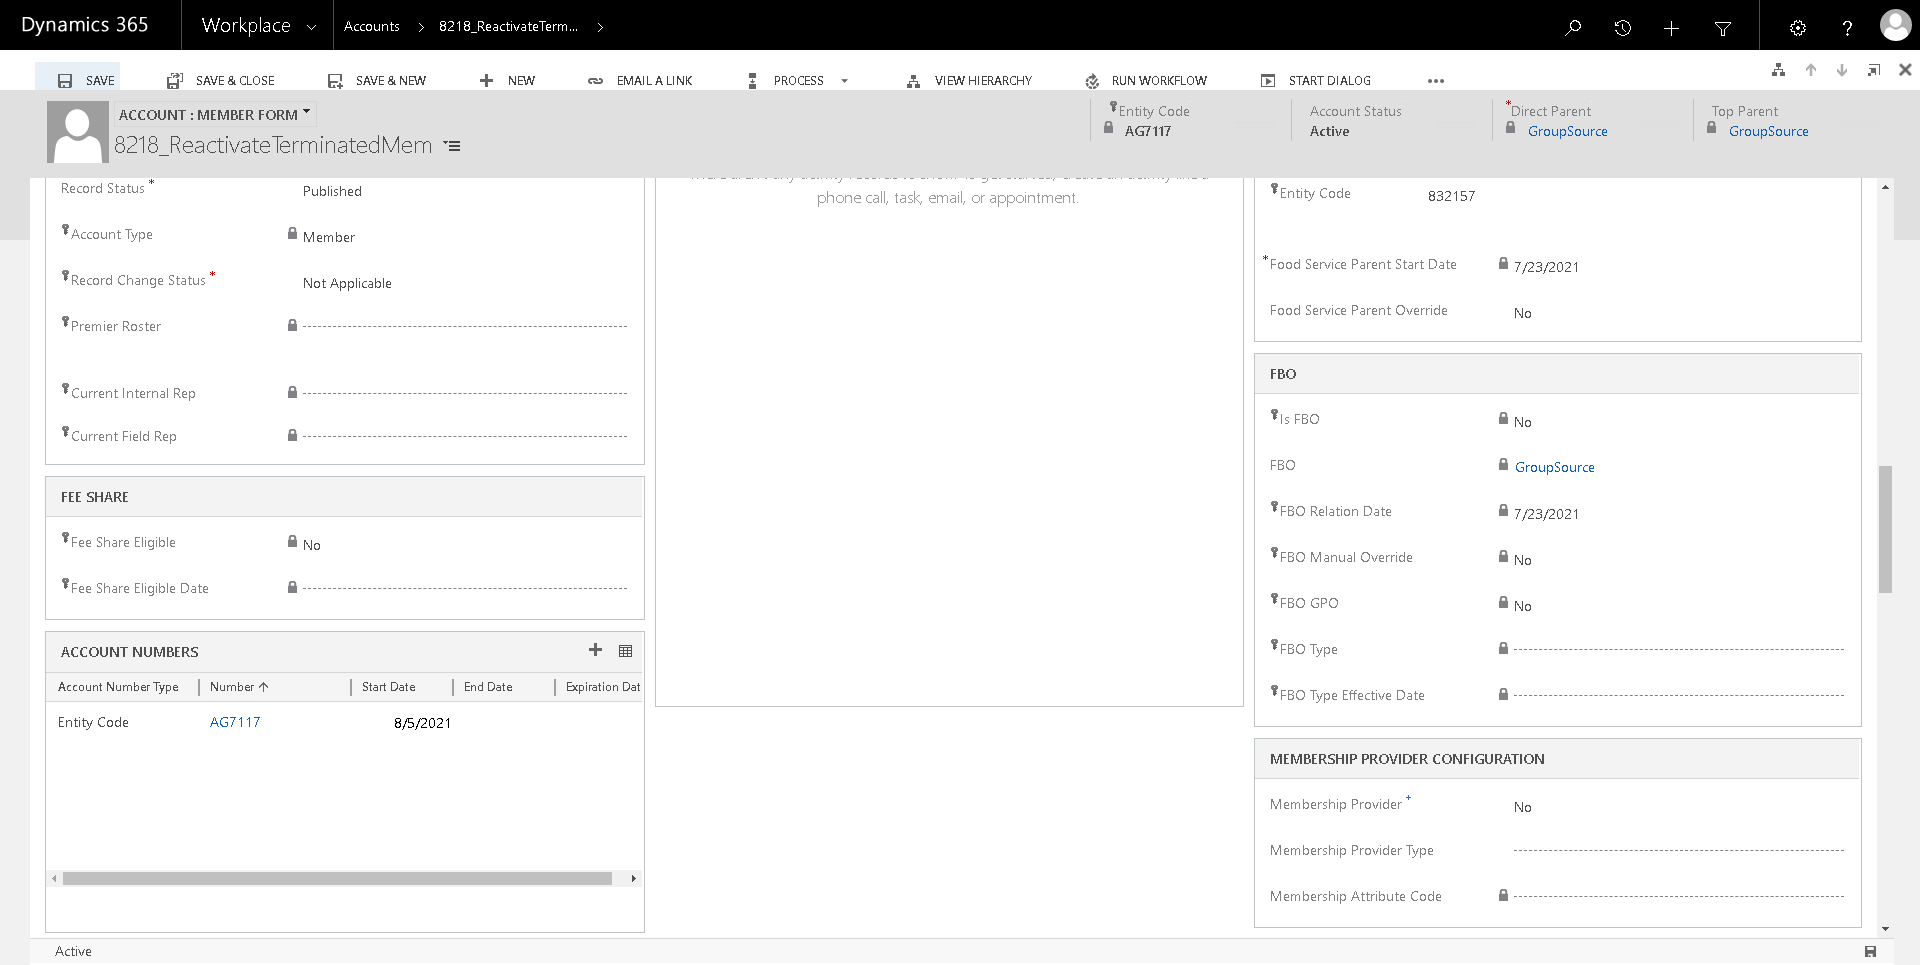 Dynamics 365
Workplace
Accounts
8218_ReactivateTerm...
SAVE
SAVE & CLOSE
SAVE & NEW
NEW
EMAIL A LINK
PROCESS
VIEW HIERARCHY
RUN WORKFLOW
START DIALOG
ACCOUNT : MEMBER FORM
8218_ReactivateTerminatedMem
Entity Code
AG7117
Account Status
Active
*Direct Parent
GroupSource
Top Parent
GroupSource
Record Status *
Published
Account Type
Member
Record Change Status *
Not Applicable
Premier Roster
Current Internal Rep
Current Field Rep
FEE SHARE
Fee Share Eligible
No
Fee Share Eligible Date
ACCOUNT NUMBERS
Account Number Type
Number
Start Date
End Date
Expiration Dat
Entity Code
AG7117
8/5/2021
phone call, task, email, or appointment.
Entity Code
832157
*Food Service Parent Start Date
7/23/2021
Food Service Parent Override
No
FBO
Is FBO
No
FBO
GroupSource
FBO Relation Date
7/23/2021
FBO Manual Override
No
FBO GPO
No
FBO Type
FBO Type Effective Date
MEMBERSHIP PROVIDER CONFIGURATION
Membership Provider +
No
Membership Provider Type
Membership Attribute Code
Active